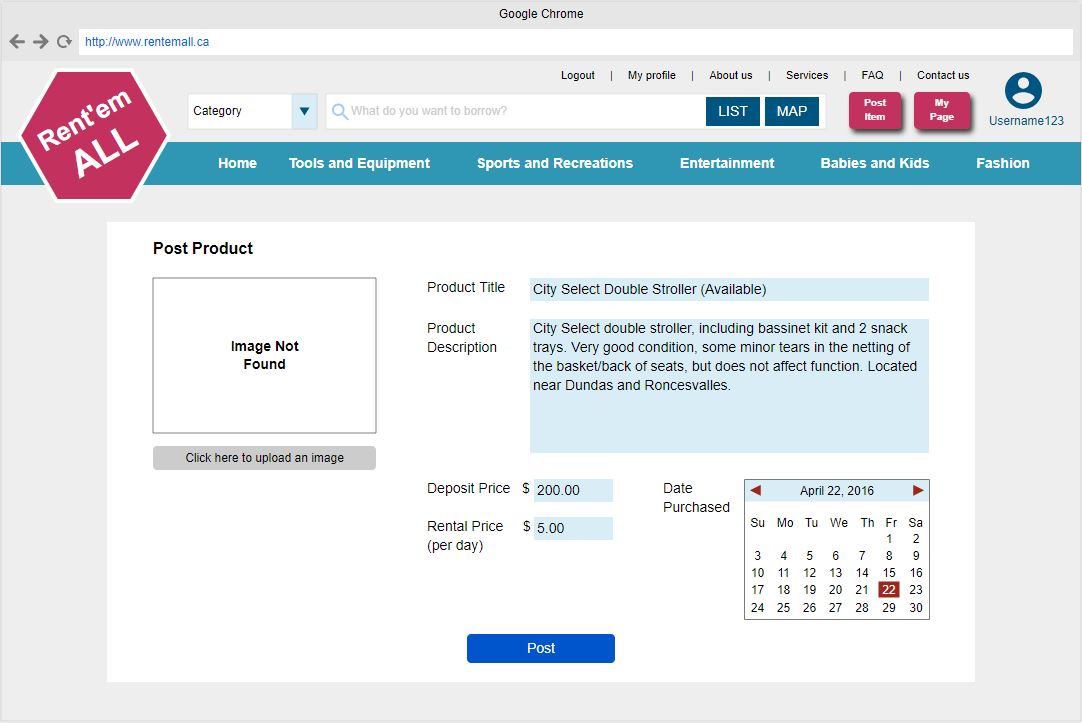 Google Chrome
http://www.rentemall.ca
Logout | My profile | About us | Services | FAQ | Contact us
Rent'em
ALL
Category
What do you want to borrow?
LIST
MAP
Post
Item
My
Page
Username123
Home
Tools and Equipment
Sports and Recreations
Entertainment
Babies and Kids
Fashion
Post Product
Image Not
Found
Click here to upload an image
Product Title
City Select Double Stroller (Available)
Product
Description
City Select double stroller, including bassinet kit and 2 snack
trays. Very good condition, some minor tears in the netting of
the basket/back of seats, but does not affect function. Located
near Dundas and Roncesvalles.
Deposit Price $ 200.00
Rental Price $ 5.00
(per day)
Date
Purchased
April 22, 2016
Su Mo Tu We Th Fr Sa
1 2
3 4 5 6 7 8 9
10 11 12 13 14 15 16
17 18 19 20 21 22 23
24 25 26 27 28 29 30
Post